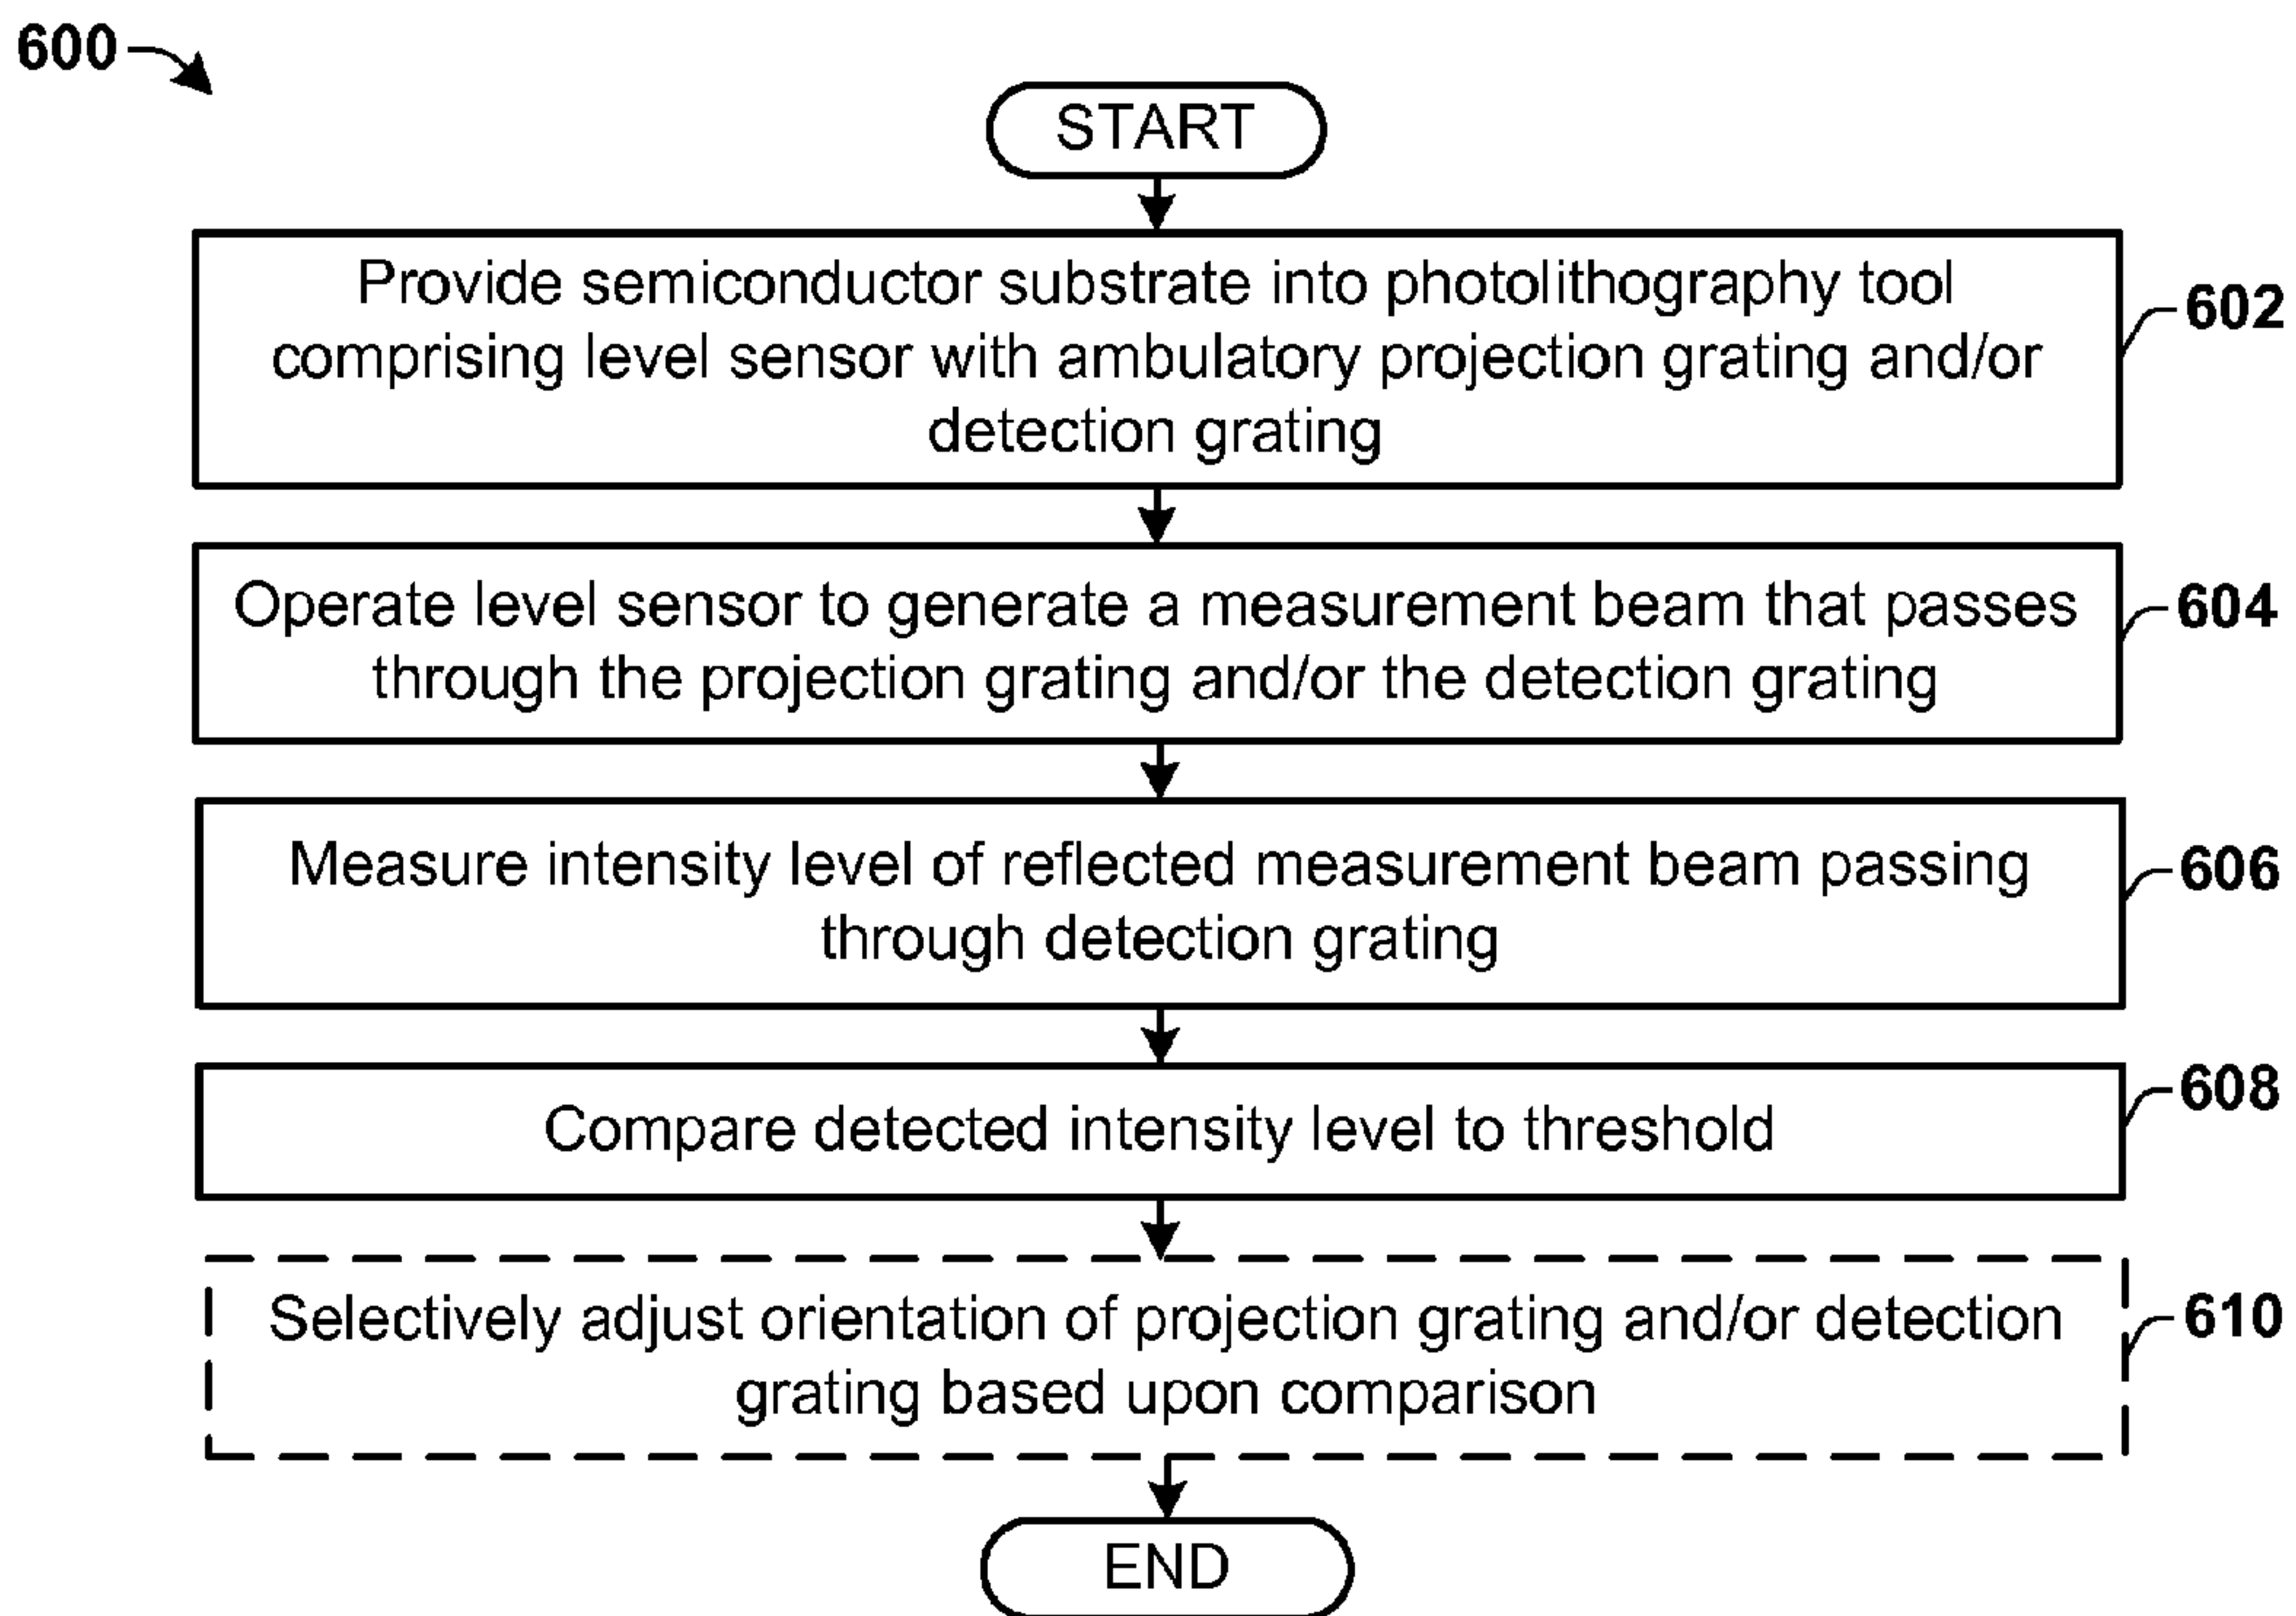 600
START
Provide semiconductor substrate into photolithography tool
comprising level sensor with ambulatory projection grating and/or
detection grating
602
Operate level sensor to generate a measurement beam that passes
through the projection grating and/or the detection grating
604
Measure intensity level of reflected measurement beam passing
through detection grating
606
Compare detected intensity level to threshold
608
Selectively adjust orientation of projection grating and/or detection
grating based upon comparison
610
END